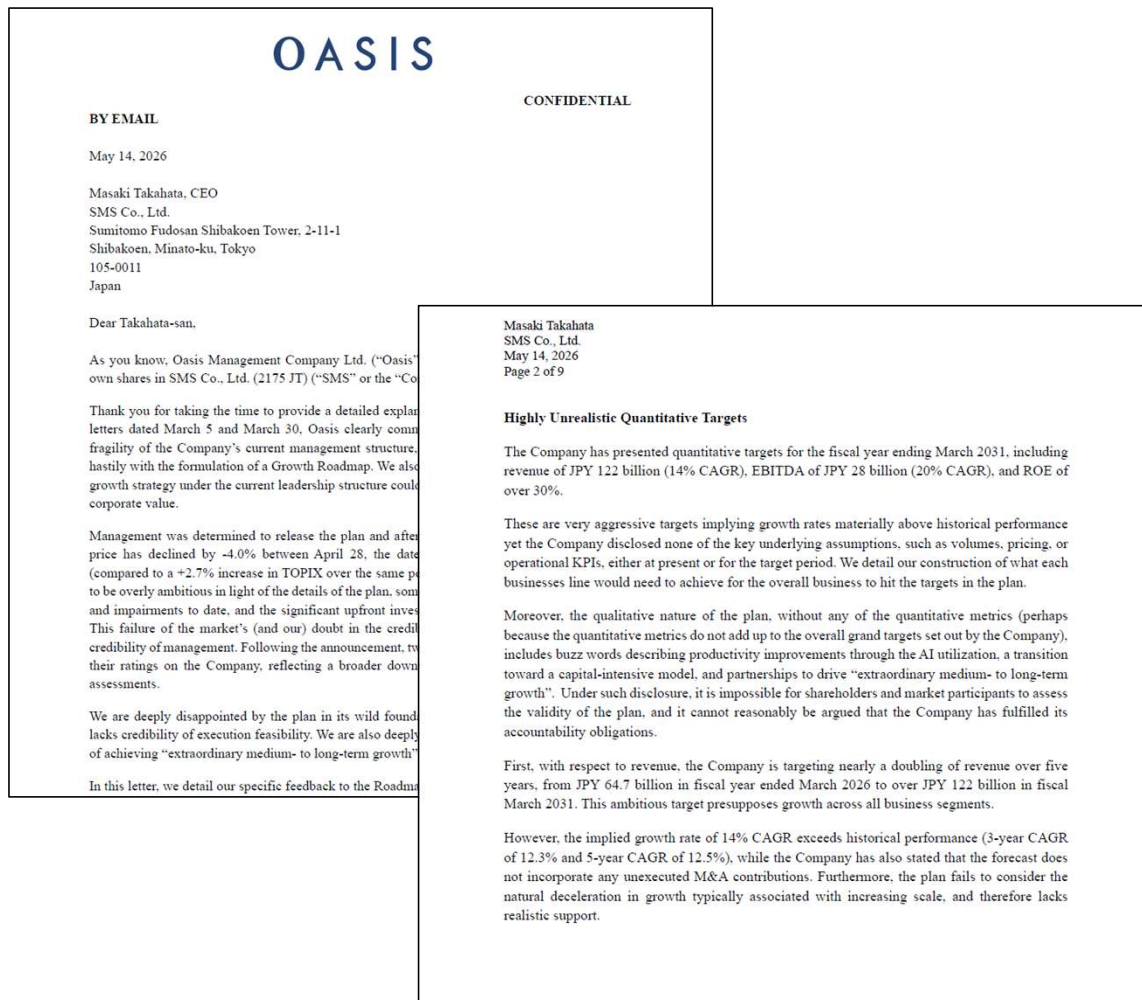 OASIS
CONFIDENTIAL
BY EMAIL
May 14, 2026
Masaki Takahata, CEO
SMS Co., Ltd.
Sumitomo Fudosan Shibakoen Tower, 2-11-1
Shibakoen, Minato-ku, Tokyo
105-0011
Japan
Dear Takahata-san,
As you know, Oasis Management Company Ltd. (“Oasis”
own shares in SMS Co., Ltd. (2175 JT) (“SMS” or the “Co
Thank you for taking the time to provide a detailed explan
letters dated March 5 and March 30, Oasis clearly comm
fragility of the Company’s current management structure,
hastily with the formulation of a Growth Roadmap. We also
growth strategy under the current leadership structure could
corporate value.
Management was determined to release the plan and after
price has declined by -4.0% between April 28, the date
(compared to a +2.7% increase in TOPIX over the same pe
to be overly ambitious in light of the details of the plan, som
and impairments to date, and the significant upfront inves
This failure of the market’s (and our) doubt in the credib
credibility of management. Following the announcement, tw
their ratings on the Company, reflecting a broader down
assessments.
We are deeply disappointed by the plan in its wild founda
lacks credibility of execution feasibility. We are also deeply
of achieving “extraordinary medium- to long-term growth”
In this letter, we detail our specific feedback to the Roadma
Masaki Takahata
SMS Co., Ltd.
May 14, 2026
Page 2 of 9
Highly Unrealistic Quantitative Targets
The Company has presented quantitative targets for the fiscal year ending March 2031, including
revenue of JPY 122 billion (14% CAGR), EBITDA of JPY 28 billion (20% CAGR), and ROE of
over 30%.
These are very aggressive targets implying growth rates materially above historical performance
yet the Company disclosed none of the key underlying assumptions, such as volumes, pricing, or
operational KPIs, either at present or for the target period. We detail our construction of what each
businesses line would need to achieve for the overall business to hit the targets in the plan.
Moreover, the qualitative nature of the plan, without any of the quantitative metrics (perhaps
because the quantitative metrics do not add up to the overall grand targets set out by the Company),
includes buzz words describing productivity improvements through the AI utilization, a transition
toward a capital-intensive model, and partnerships to drive “extraordinary medium- to long-term
growth”. Under such disclosure, it is impossible for shareholders and market participants to assess
the validity of the plan, and it cannot reasonably be argued that the Company has fulfilled its
accountability obligations.
First, with respect to revenue, the Company is targeting nearly a doubling of revenue over five
years, from JPY 64.7 billion in fiscal year ended March 2026 to over JPY 122 billion in fiscal
March 2031. This ambitious target presupposes growth across all business segments.
However, the implied growth rate of 14% CAGR exceeds historical performance (3-year CAGR
of 12.3% and 5-year CAGR of 12.5%), while the Company has also stated that the forecast does
not incorporate any unexecuted M&A contributions. Furthermore, the plan fails to consider the
natural deceleration in growth typically associated with increasing scale, and therefore lacks
realistic support.